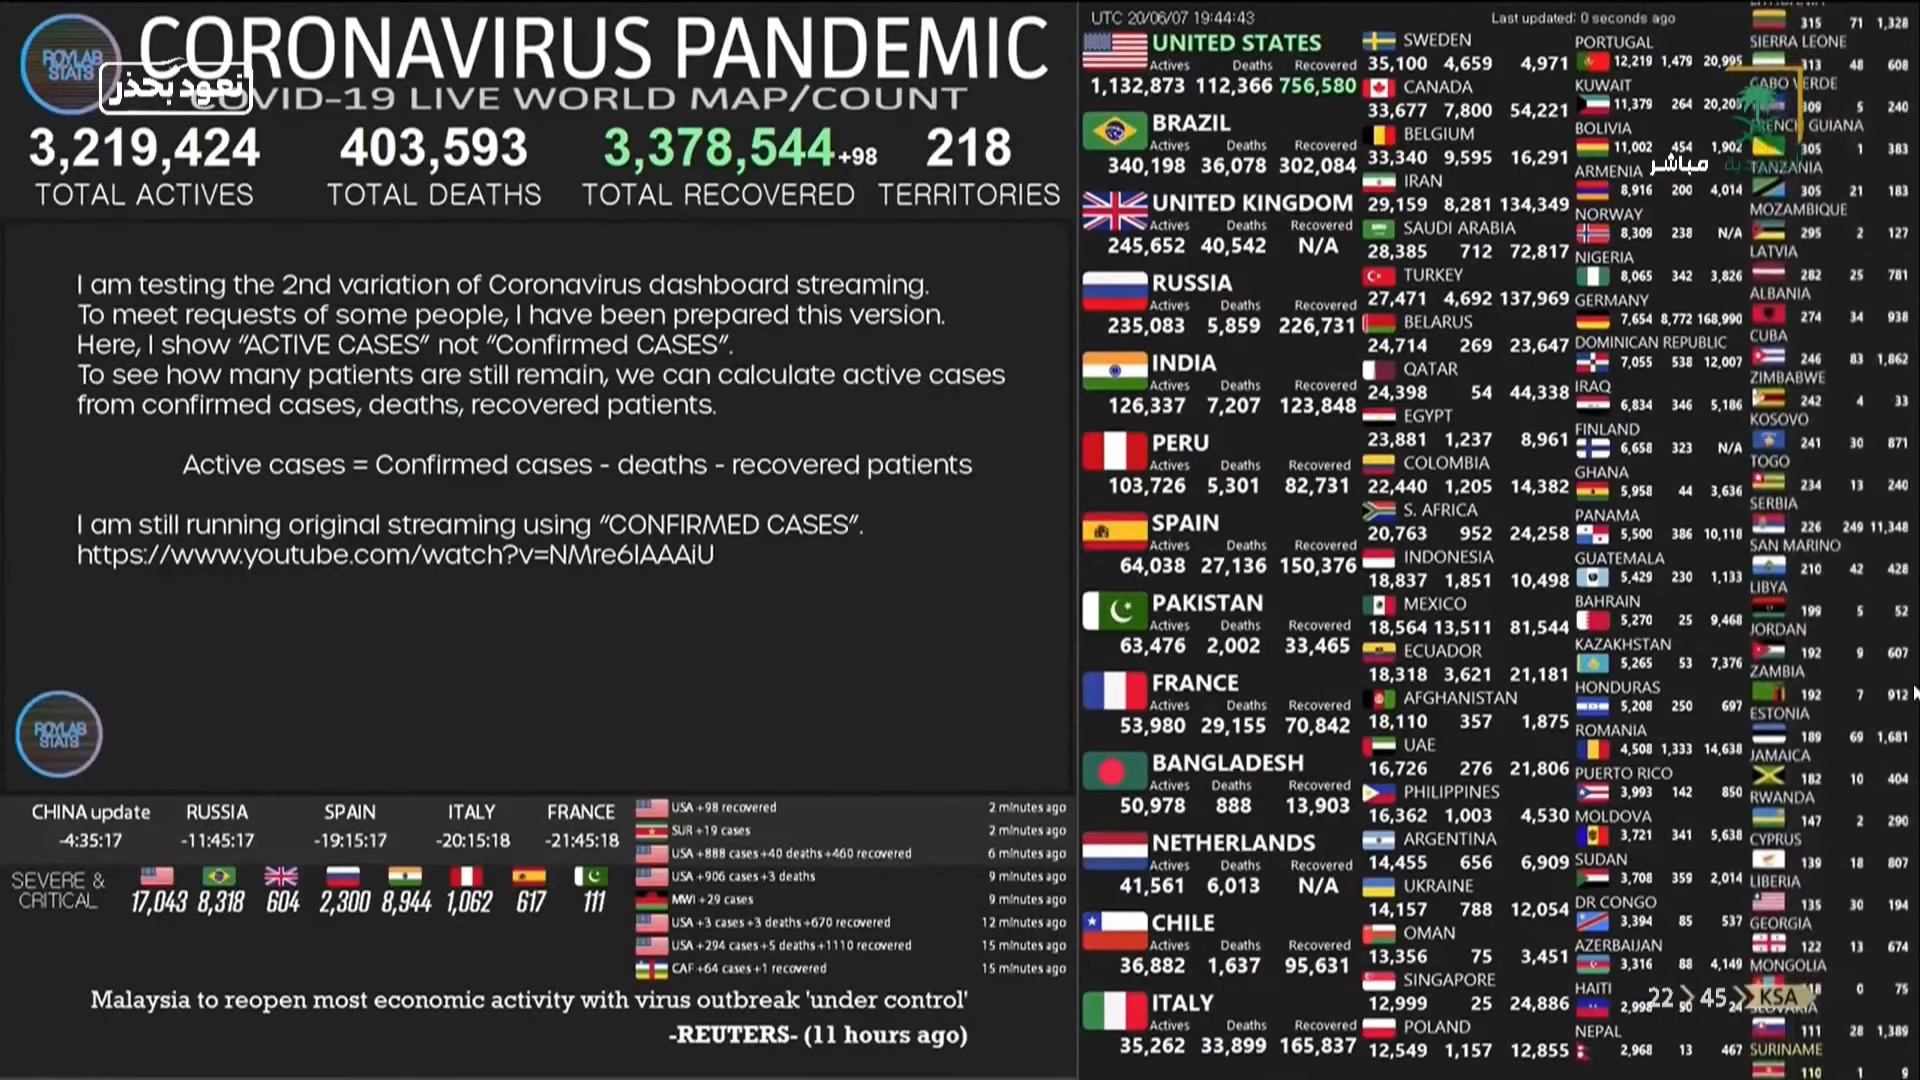 ROYLAB STATS
CORONAVIRUS PANDEMIC
نعود بحذر
COVID-19 LIVE WORLD MAP/COUNT
3,219,424 403,593 3,378,544 +98 218
TOTAL ACTIVES TOTAL DEATHS TOTAL RECOVERED TERRITORIES
I am testing the 2nd variation of Coronavirus dashboard streaming.
To meet requests of some people, I have been prepared this version.
Here, I show “ACTIVE CASES” not “Confirmed CASES”.
To see how many patients are still remain, we can calculate active cases
from confirmed cases, deaths, recovered patients.
Active cases = Confirmed cases - deaths - recovered patients
I am still running original streaming using “CONFIRMED CASES”.
https://www.youtube.com/watch?v=NMre6IAAAiU
ROYLAB STATS
CHINA update RUSSIA SPAIN ITALY FRANCE
-4:35:17 -11:45:17 -19:15:17 -20:15:18 -21:45:18
SEVERE & CRITICAL 17,043 8,318 604 2,300 8,944 1,062 617 111
USA +98 recovered 2 minutes ago
SUR +19 cases 2 minutes ago
USA +888 cases +40 deaths +460 recovered 6 minutes ago
USA +906 cases +3 deaths 9 minutes ago
MWI +29 cases 9 minutes ago
USA +3 cases +3 deaths +670 recovered 12 minutes ago
USA +294 cases +5 deaths +1110 recovered 15 minutes ago
CAF +64 cases +1 recovered 15 minutes ago
Malaysia to reopen most economic activity with virus outbreak 'under control'
-REUTERS- (11 hours ago)
UTC 20/06/07 19:44:43 Last updated: 0 seconds ago
UNITED STATES
Actives Deaths Recovered
1,132,873 112,366 756,580
BRAZIL
Actives Deaths Recovered
340,198 36,078 302,084
UNITED KINGDOM
Actives Deaths Recovered
245,652 40,542 N/A
RUSSIA
Actives Deaths Recovered
235,083 5,859 226,731
INDIA
Actives Deaths Recovered
126,337 7,207 123,848
PERU
Actives Deaths Recovered
103,726 5,301 82,731
SPAIN
Actives Deaths Recovered
64,038 27,136 150,376
PAKISTAN
Actives Deaths Recovered
63,476 2,002 33,465
FRANCE
Actives Deaths Recovered
53,980 29,155 70,842
BANGLADESH
Actives Deaths Recovered
50,978 888 13,903
NETHERLANDS
Actives Deaths Recovered
41,561 6,013 N/A
CHILE
Actives Deaths Recovered
36,882 1,637 95,631
ITALY
Actives Deaths Recovered
35,262 33,899 165,837
SWEDEN
35,100 4,659 4,971
CANADA
33,677 7,800 54,221
BELGIUM
33,340 9,595 16,291
IRAN
29,159 8,281 134,349
SAUDI ARABIA
28,385 712 72,817
TURKEY
27,471 4,692 137,969
BELARUS
24,714 269 23,647
QATAR
24,398 54 44,338
EGYPT
23,881 1,237 8,961
COLOMBIA
22,440 1,205 14,382
S. AFRICA
20,763 952 24,258
INDONESIA
18,837 1,851 10,498
MEXICO
18,564 13,511 81,544
ECUADOR
18,318 3,621 21,181
AFGHANISTAN
18,110 357 1,875
UAE
16,726 276 21,806
PHILIPPINES
16,362 1,003 4,530
ARGENTINA
14,455 656 6,909
UKRAINE
14,157 788 12,054
OMAN
13,356 75 3,451
SINGAPORE
12,999 25 24,886
POLAND
12,549 1,157 12,855
PORTUGAL
12,219 1,479 20,995
KUWAIT
11,379 264
BOLIVIA
11,002 454 1,902
مباشر
ARMENIA
8,916 200 4,014
NORWAY
8,309 238 N/A
NIGERIA
8,065 342 3,826
GERMANY
7,654 8,772 168,990
DOMINICAN REPUBLIC
7,055 538 12,007
IRAQ
6,834 346 5,186
FINLAND
6,658 323 N/A
GHANA
5,958 44 3,636
PANAMA
5,500 386 10,118
GUATEMALA
5,429 230 1,133
BAHRAIN
5,270 25 9,468
KAZAKHSTAN
5,265 53 7,376
HONDURAS
5,208 250 697
ROMANIA
4,508 1,333 14,638
PUERTO RICO
3,993 142 850
MOLDOVA
3,721 341 5,638
SUDAN
3,708 359 2,014
DR CONGO
3,394 85 537
AZERBAIJAN
3,316 88 4,149
HAITI
22 45 KSA
NEPAL
2,968 13 467
315 71 1,328
SIERRA LEONE
313 48 608
CABO VERDE
309 5 240
FRENCH GUIANA
305 1 383
TANZANIA
305 21 183
MOZAMBIQUE
295 2 127
LATVIA
282 25 781
ALBANIA
274 34 938
CUBA
246 83 1,862
ZIMBABWE
242 4 33
KOSOVO
241 30 871
TOGO
234 13 240
SERBIA
226 249 11,348
SAN MARINO
210 42 428
LIBYA
199 5 52
JORDAN
192 9 607
ZAMBIA
192 7 912
ESTONIA
189 69 1,681
JAMAICA
182 10 404
RWANDA
147 2 290
CYPRUS
139 18 807
LIBERIA
135 30 194
GEORGIA
122 13 674
MONGOLIA
0 75
SLOVAKIA
111 28 1,389
SURINAME
110 1 9